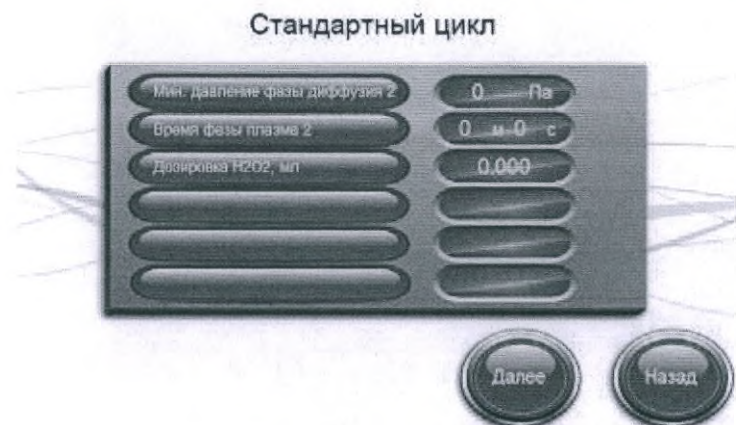 Стандартный цикл
Мин. давление фазы диффузия 2 0 Па
Время фазы плазма 2 0 м 0 с
Дозировка H2O2, мл 0.000
Далее Назад